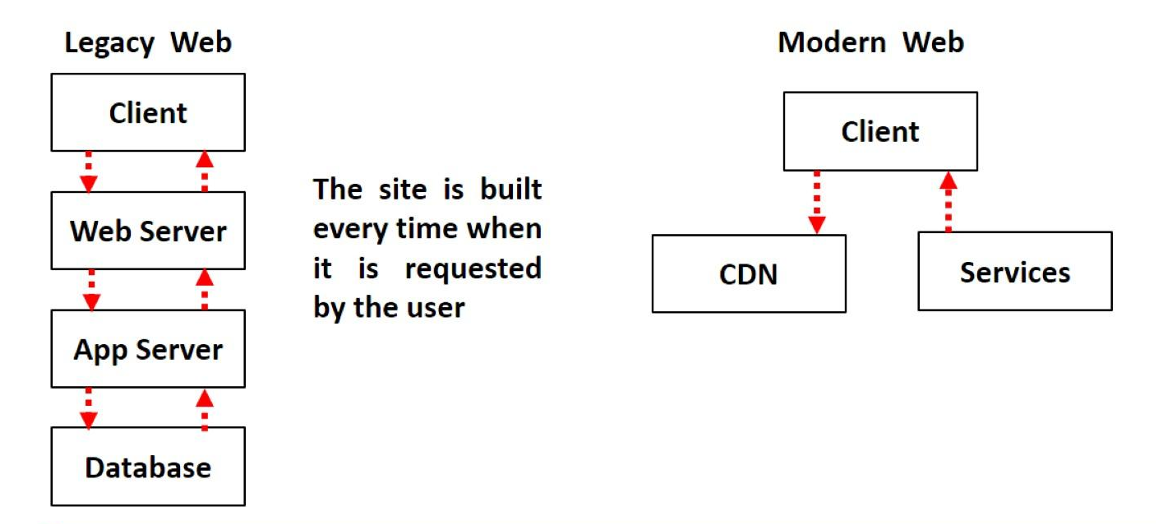 Legacy Web
Client
Web Server
App Server
Database
The site is built
every time when
it is requested
by the user
Modern Web
Client
CDN
Services